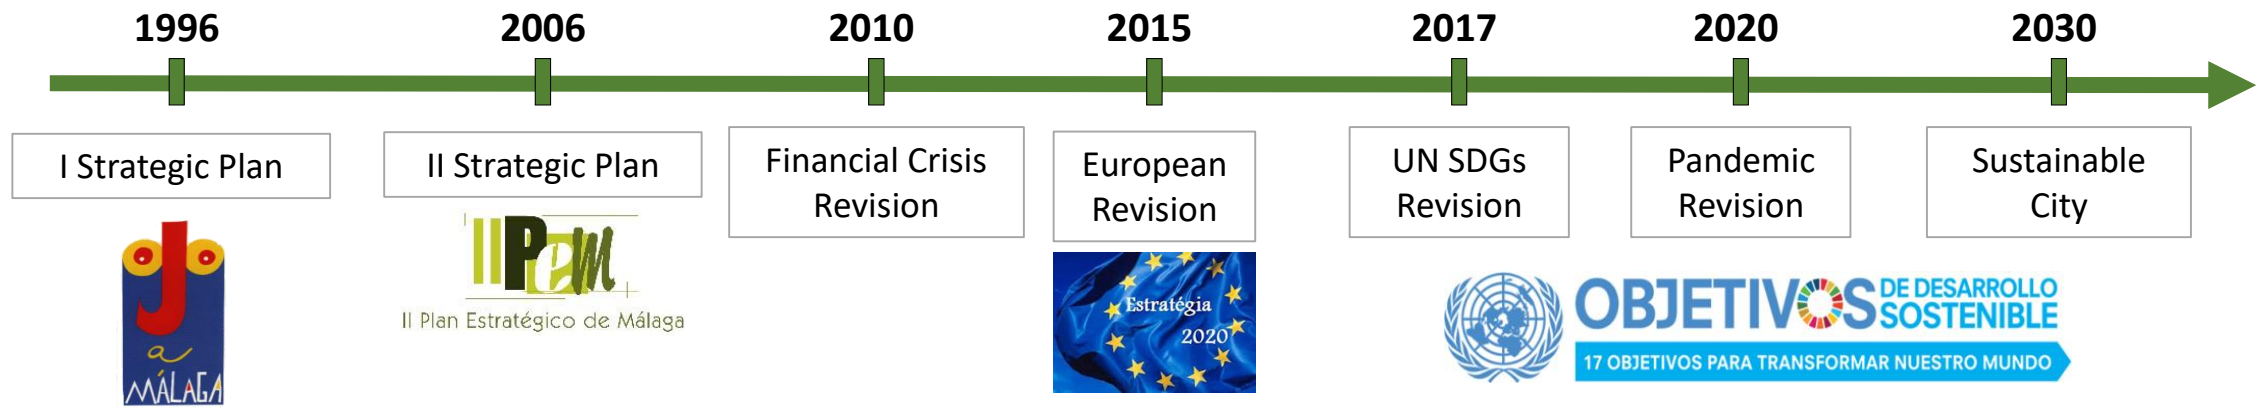 1996
2006
2010
2015
2017
2020
2030
I Strategic Plan
II Strategic Plan
Financial Crisis
Revision
European
Revision
UN SDGs
Revision
Pandemic
Revision
Sustainable
City
a
MÁLAGA
IIPem
II Plan Estratégico de Málaga
Estratégia
2020
OBJETIVOS
DE DESARROLLO
SOSTENIBLE
17 OBJETIVOS PARA TRANSFORMAR NUESTRO MUNDO